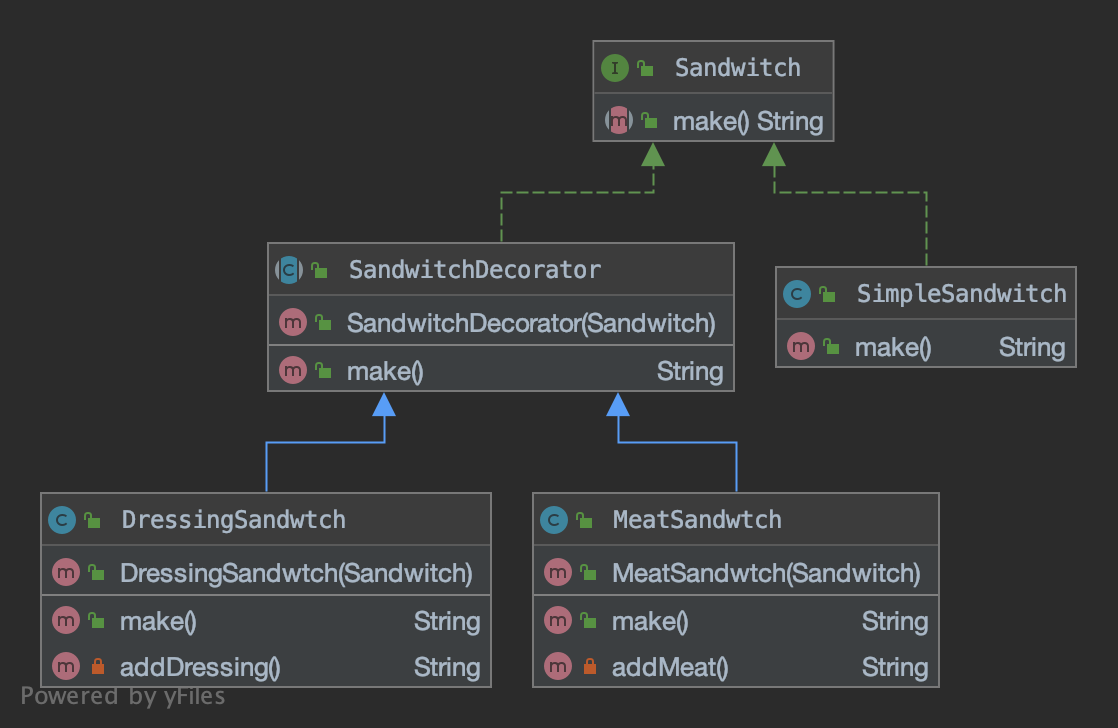 Sandwitch
make() String
SandwitchDecorator
SandwitchDecorator(Sandwitch)
make() String
SimpleSandwitch
make() String
DressingSandwtch
DressingSandwtch(Sandwitch)
make() String
addDressing() String
MeatSandwtch
MeatSandwtch(Sandwitch)
make() String
addMeat() String
Powered by yFiles